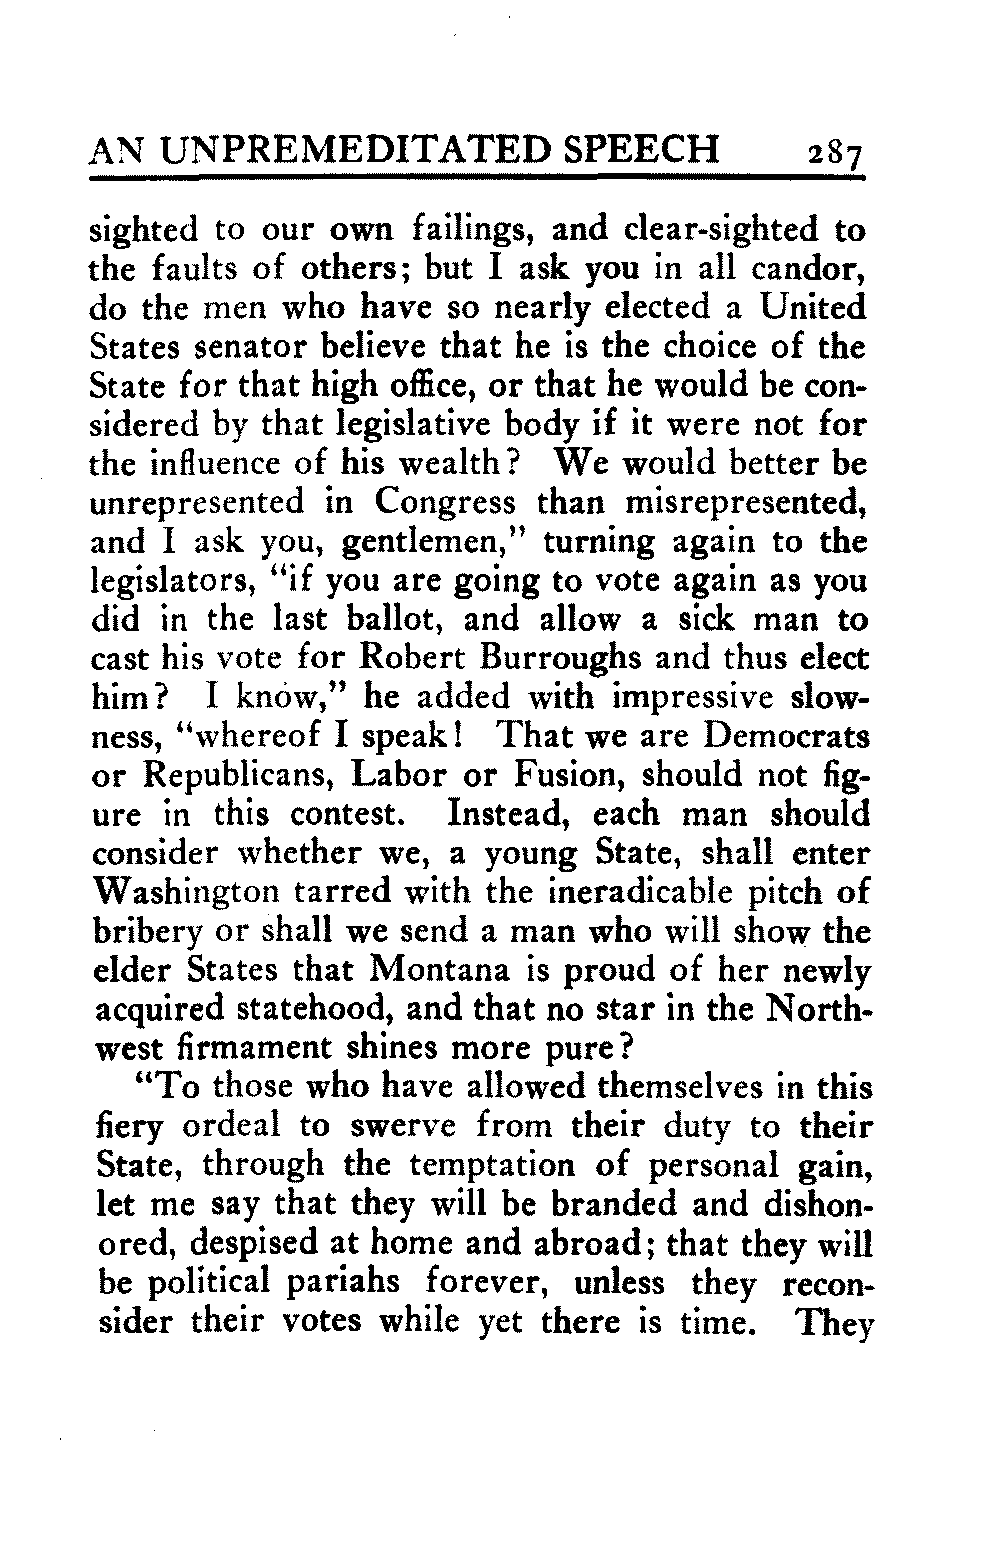 AN UNPREMEDITATED SPEECH 287
sighted to our own failings, and clear-sighted to
the faults of others; but I ask you in all candor,
do the men who have so nearly elected a United
States senator believe that he is the choice of the
State for that high office, or that he would be con-
sidered by that legislative body if it were not for
the influence of his wealth? We would better be
unrepresented in Congress than misrepresented,
and I ask you, gentlemen," turning again to the
legislators, "if you are going to vote again as you
did in the last ballot, and allow a sick man to
cast his vote for Robert Burroughs and thus elect
him? I know," he added with impressive slow-
ness, "whereof I speak! That we are Democrats
or Republicans, Labor or Fusion, should not fig-
ure in this contest. Instead, each man should
consider whether we, a young State, shall enter
Washington tarred with the ineradicable pitch of
bribery or shall we send a man who will show the
elder States that Montana is proud of her newly
acquired statehood, and that no star in the North-
west firmament shines more pure?
"To those who have allowed themselves in this
fiery ordeal to swerve from their duty to their
State, through the temptation of personal gain,
let me say that they will be branded and dishon-
ored, despised at home and abroad; that they will
be political pariahs forever, unless they recon-
sider their votes while yet there is time. They